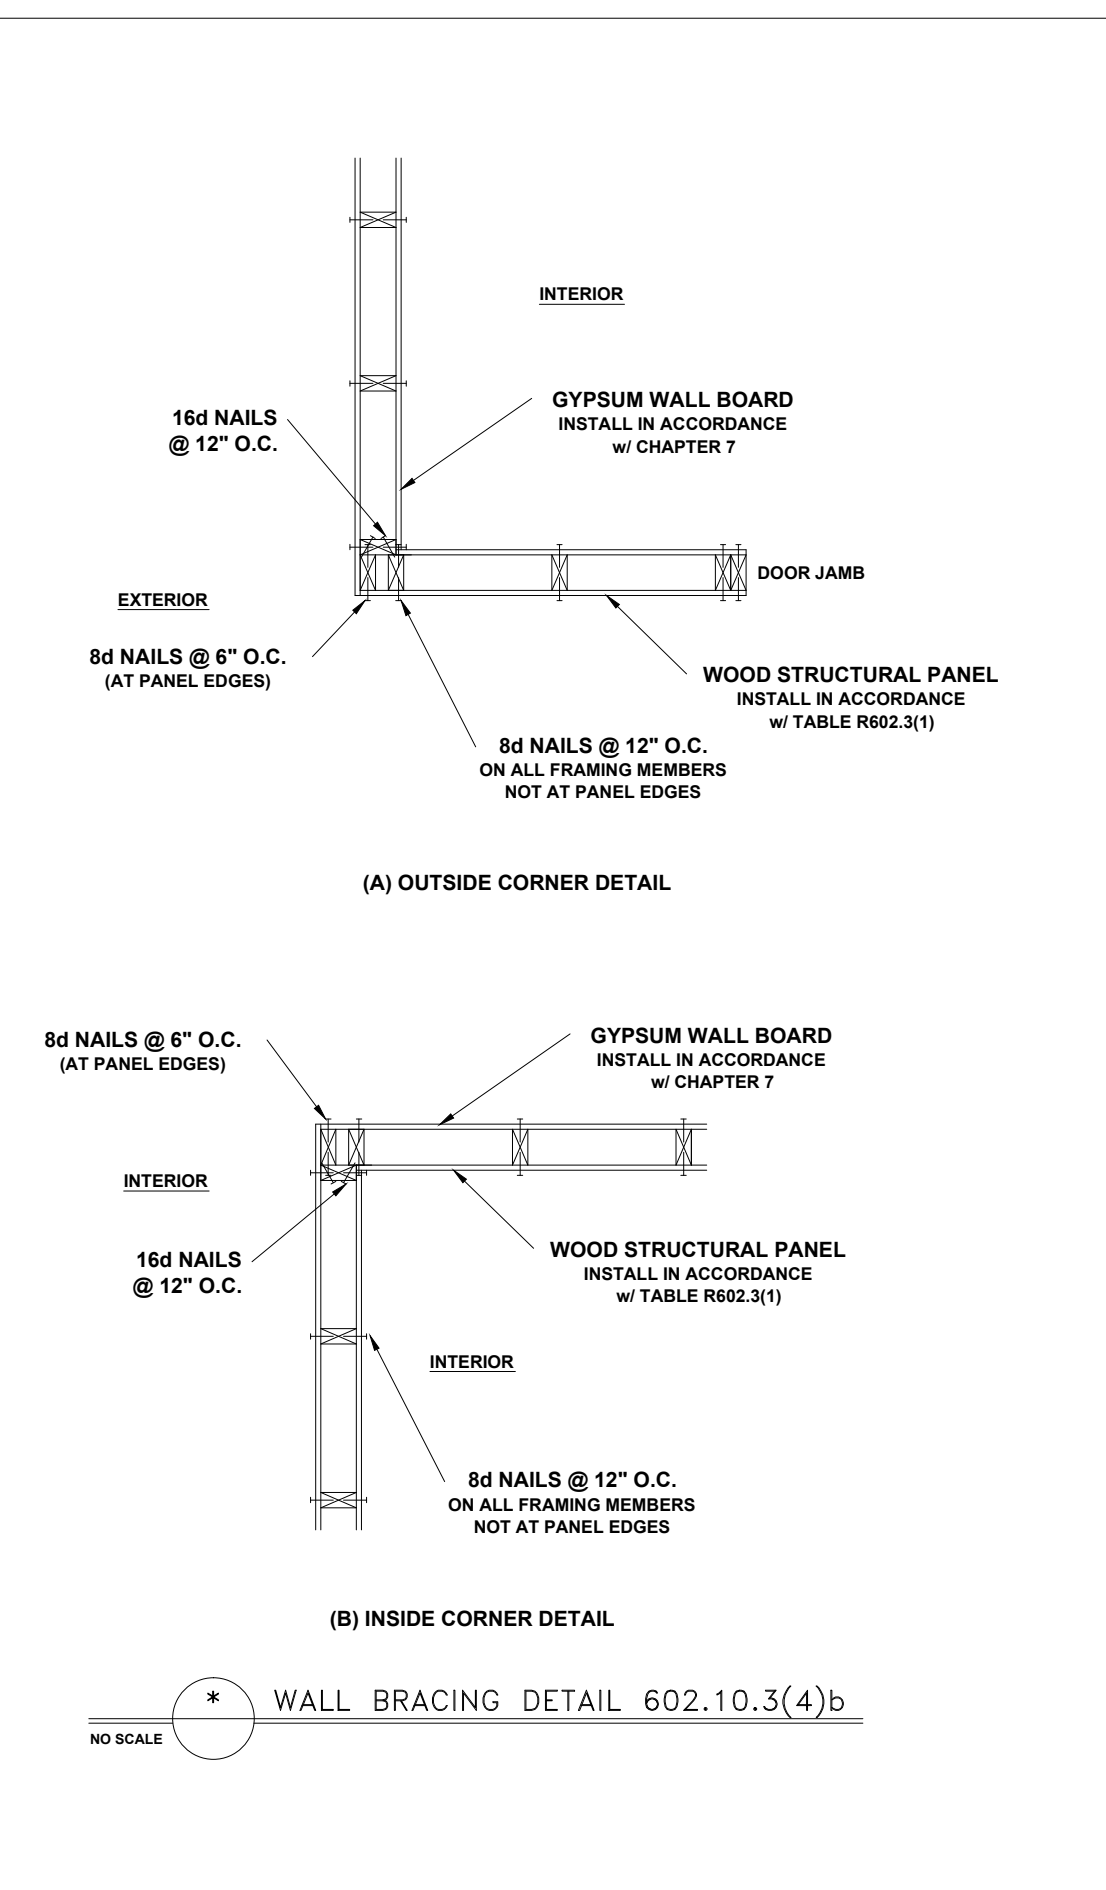 INTERIOR
GYPSUM WALL BOARD
INSTALL IN ACCORDANCE
w/ CHAPTER 7
16d NAILS
@ 12" O.C.
DOOR JAMB
EXTERIOR
8d NAILS @ 6" O.C.
(AT PANEL EDGES)
WOOD STRUCTURAL PANEL
INSTALL IN ACCORDANCE
w/ TABLE R602.3(1)
8d NAILS @ 12" O.C.
ON ALL FRAMING MEMBERS
NOT AT PANEL EDGES
(A) OUTSIDE CORNER DETAIL
8d NAILS @ 6" O.C.
(AT PANEL EDGES)
GYPSUM WALL BOARD
INSTALL IN ACCORDANCE
w/ CHAPTER 7
INTERIOR
16d NAILS
@ 12" O.C.
WOOD STRUCTURAL PANEL
INSTALL IN ACCORDANCE
w/ TABLE R602.3(1)
INTERIOR
8d NAILS @ 12" O.C.
ON ALL FRAMING MEMBERS
NOT AT PANEL EDGES
(B) INSIDE CORNER DETAIL
* WALL BRACING DETAIL 602.10.3(4)b
NO SCALE